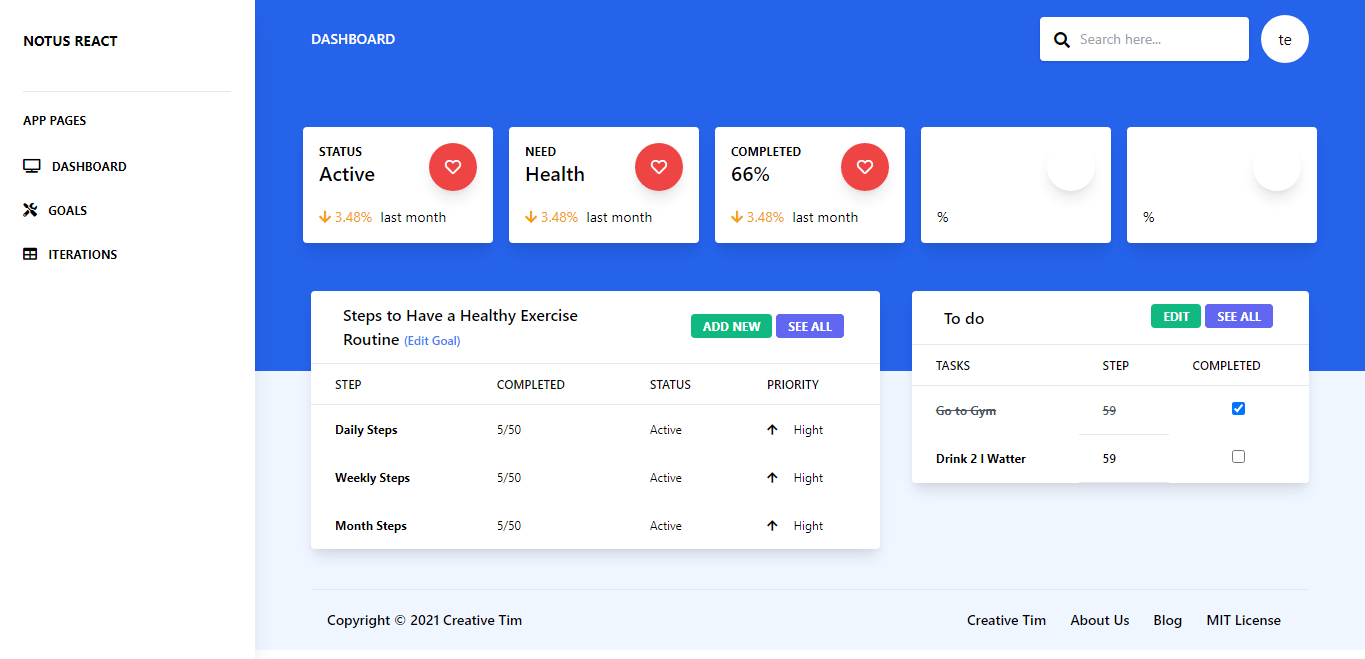 NOTUS REACT
APP PAGES
DASHBOARD
GOALS
ITERATIONS
DASHBOARD
Search here...
te
STATUS
Active
3.48% last month
NEED
Health
3.48% last month
COMPLETED
66%
3.48% last month
%
%
Steps to Have a Healthy Exercise
Routine (Edit Goal)
ADD NEW SEE ALL
STEP COMPLETED STATUS PRIORITY
Daily Steps 5/50 Active Hight
Weekly Steps 5/50 Active Hight
Month Steps 5/50 Active Hight
To do
EDIT SEE ALL
TASKS STEP COMPLETED
Go to Gym 59
Drink 2 l Watter 59
Copyright © 2021 Creative Tim
Creative Tim About Us Blog MIT License